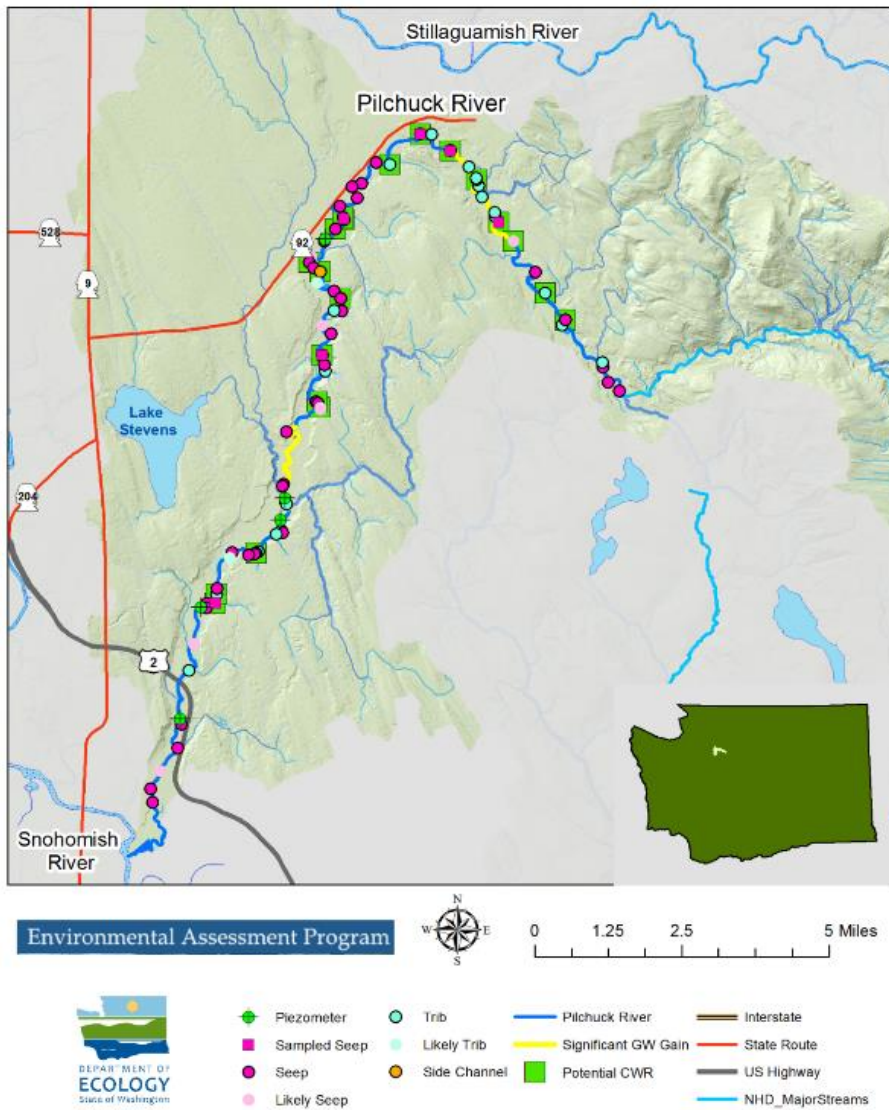 Stillaguamish River
Pilchuck River
528
92
9
Lake
Stevens
204
2
Snohomish
River
Environmental Assessment Program
N
W
E
S
0 1.25 2.5 5 Miles
DEPARTMENT OF
ECOLOGY
State of Washington
Piezometer
Sampled Seep
Seep
Likely Seep
Trib
Likely Trib
Side Channel
Pilchuck River
Significant GW Gain
Potential CWR
Interstate
State Route
US Highway
NHD_MajorStreams